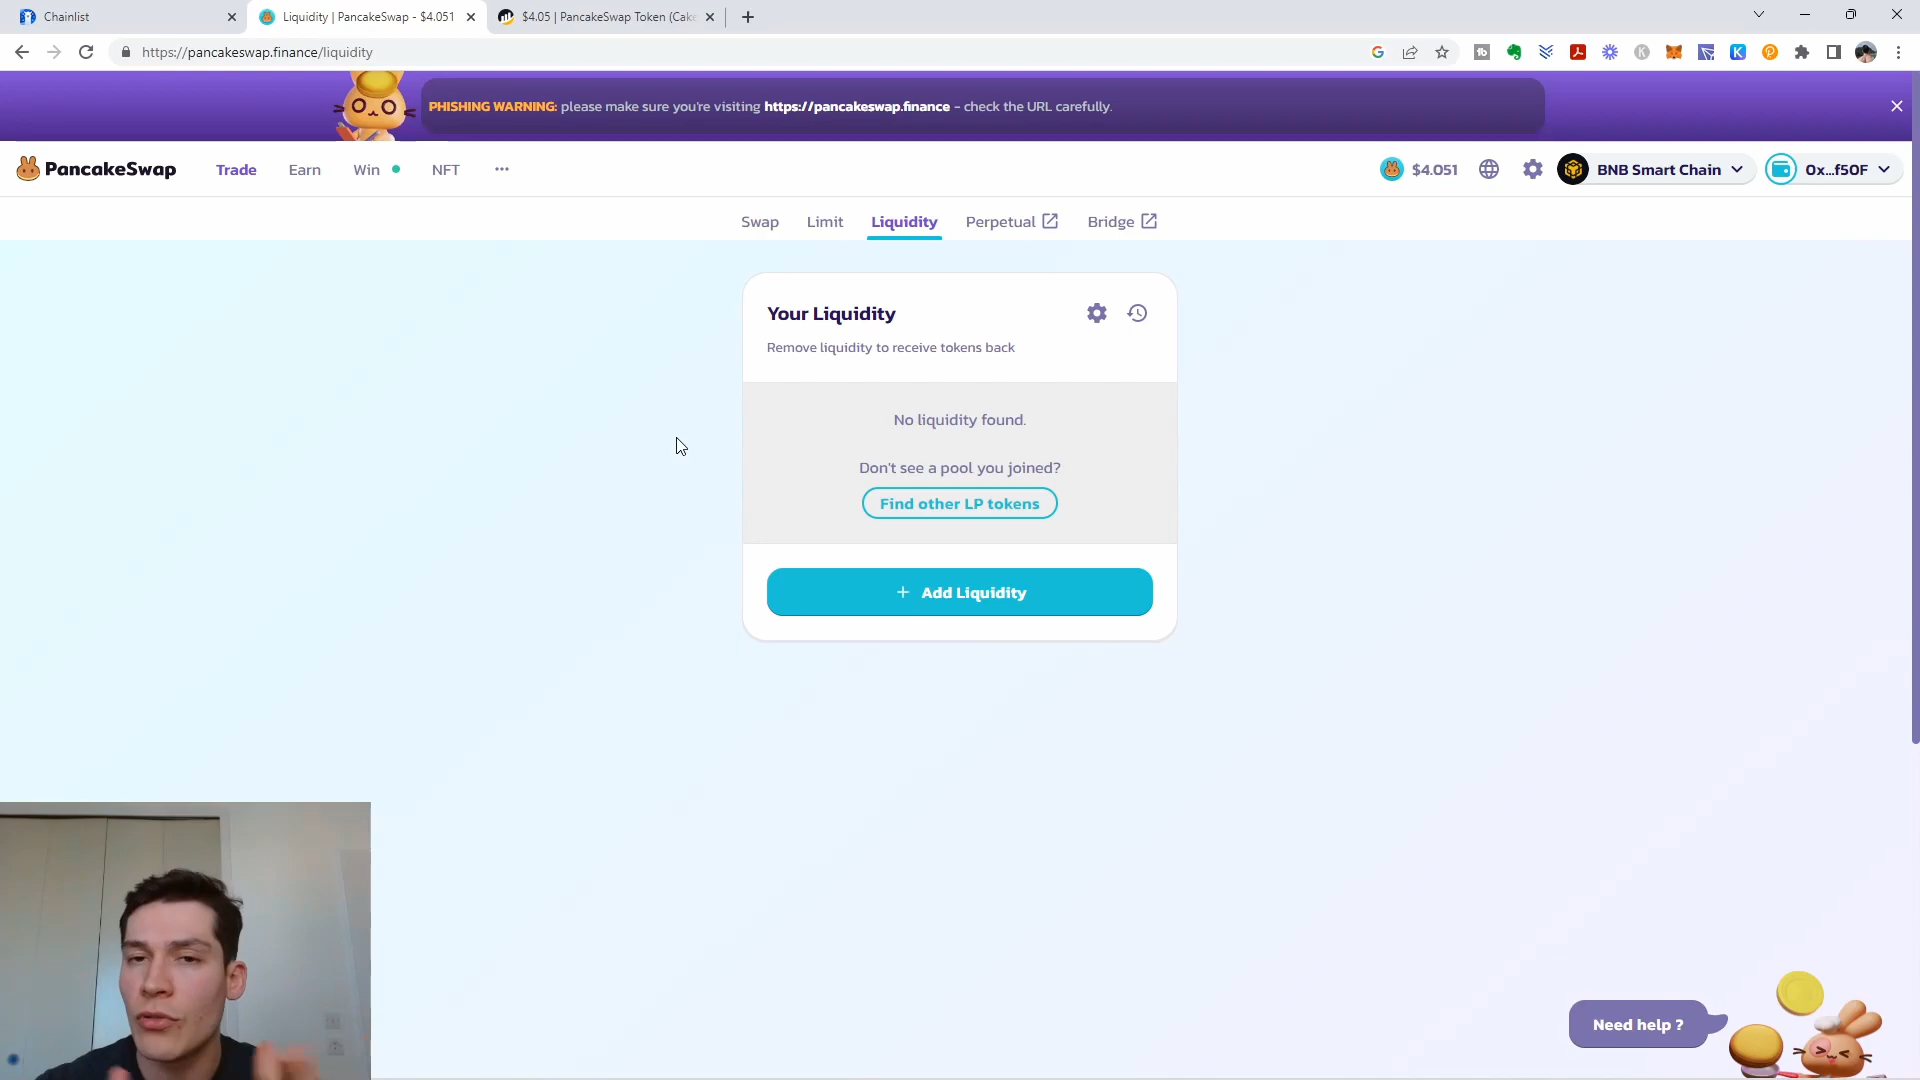 Chainlist
Liquidity | PancakeSwap - $4.051
$4.05 | PancakeSwap Token (Cak
https://pancakeswap.finance/liquidity
PHISHING WARNING: please make sure you're visiting https://pancakeswap.finance - check the URL carefully.
PancakeSwap
Trade
Earn
Win
NFT
$4.051
BNB Smart Chain
0x...f50F
Swap
Limit
Liquidity
Perpetual
Bridge
Your Liquidity
Remove liquidity to receive tokens back
No liquidity found.
Don't see a pool you joined?
Find other LP tokens
+ Add Liquidity
Need help ?